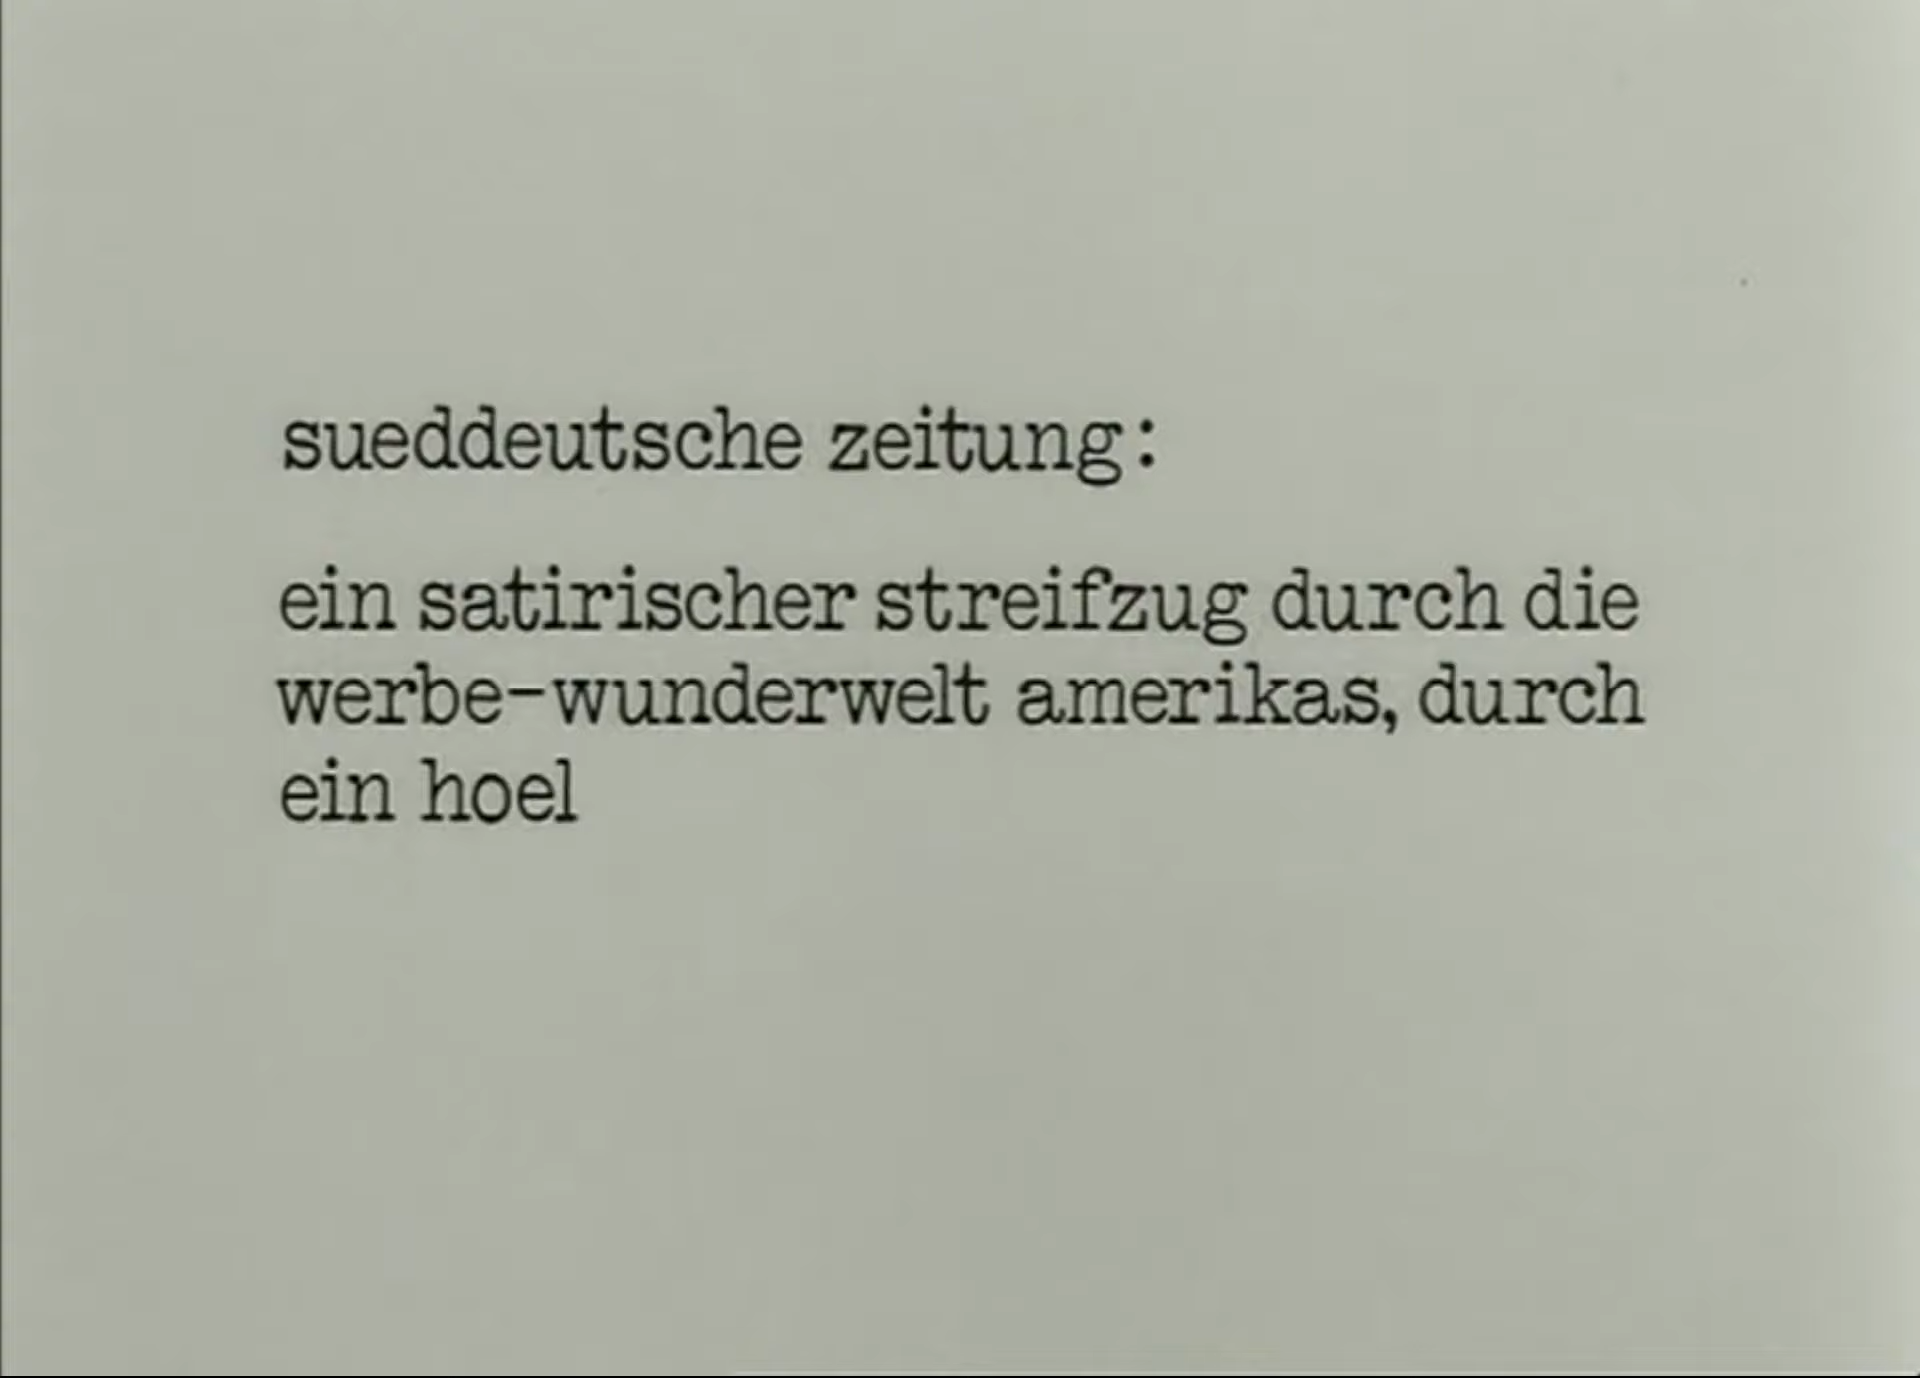 sueddeutsche zeitung:
ein satirischer streifzug durch die
werbe-wunderwelt amerikas, durch
ein hoel